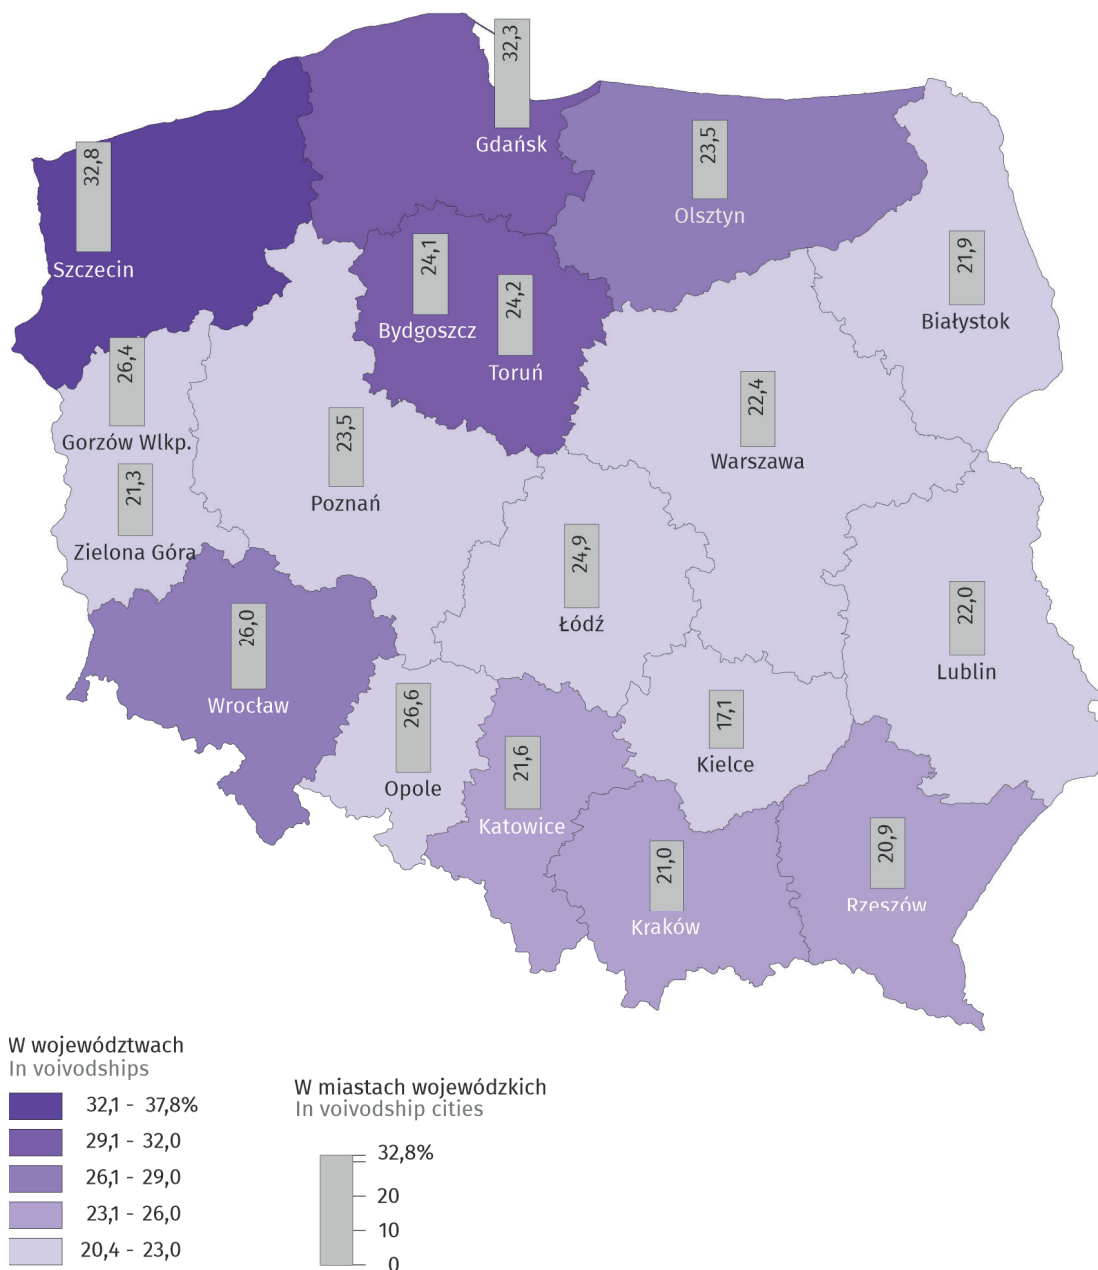 32,3
Gdańsk
32,8
Szczecin
23,5
Olsztyn
21,9
Białystok
24,1
Bydgoszcz
24,2
Toruń
26,4
Gorzów Wlkp.
21,3
Zielona Góra
23,5
Poznań
22,4
Warszawa
24,9
Łódź
22,0
Lublin
26,0
Wrocław
26,6
Opole
21,6
Katowice
17,1
Kielce
21,0
Kraków
20,9
Rzeszów
W województwach
In voivodships
32,1 - 37,8%
29,1 - 32,0
26,1 - 29,0
23,1 - 26,0
20,4 - 23,0
W miastach wojewódzkich
In voivodship cities
32,8%
20
10
0